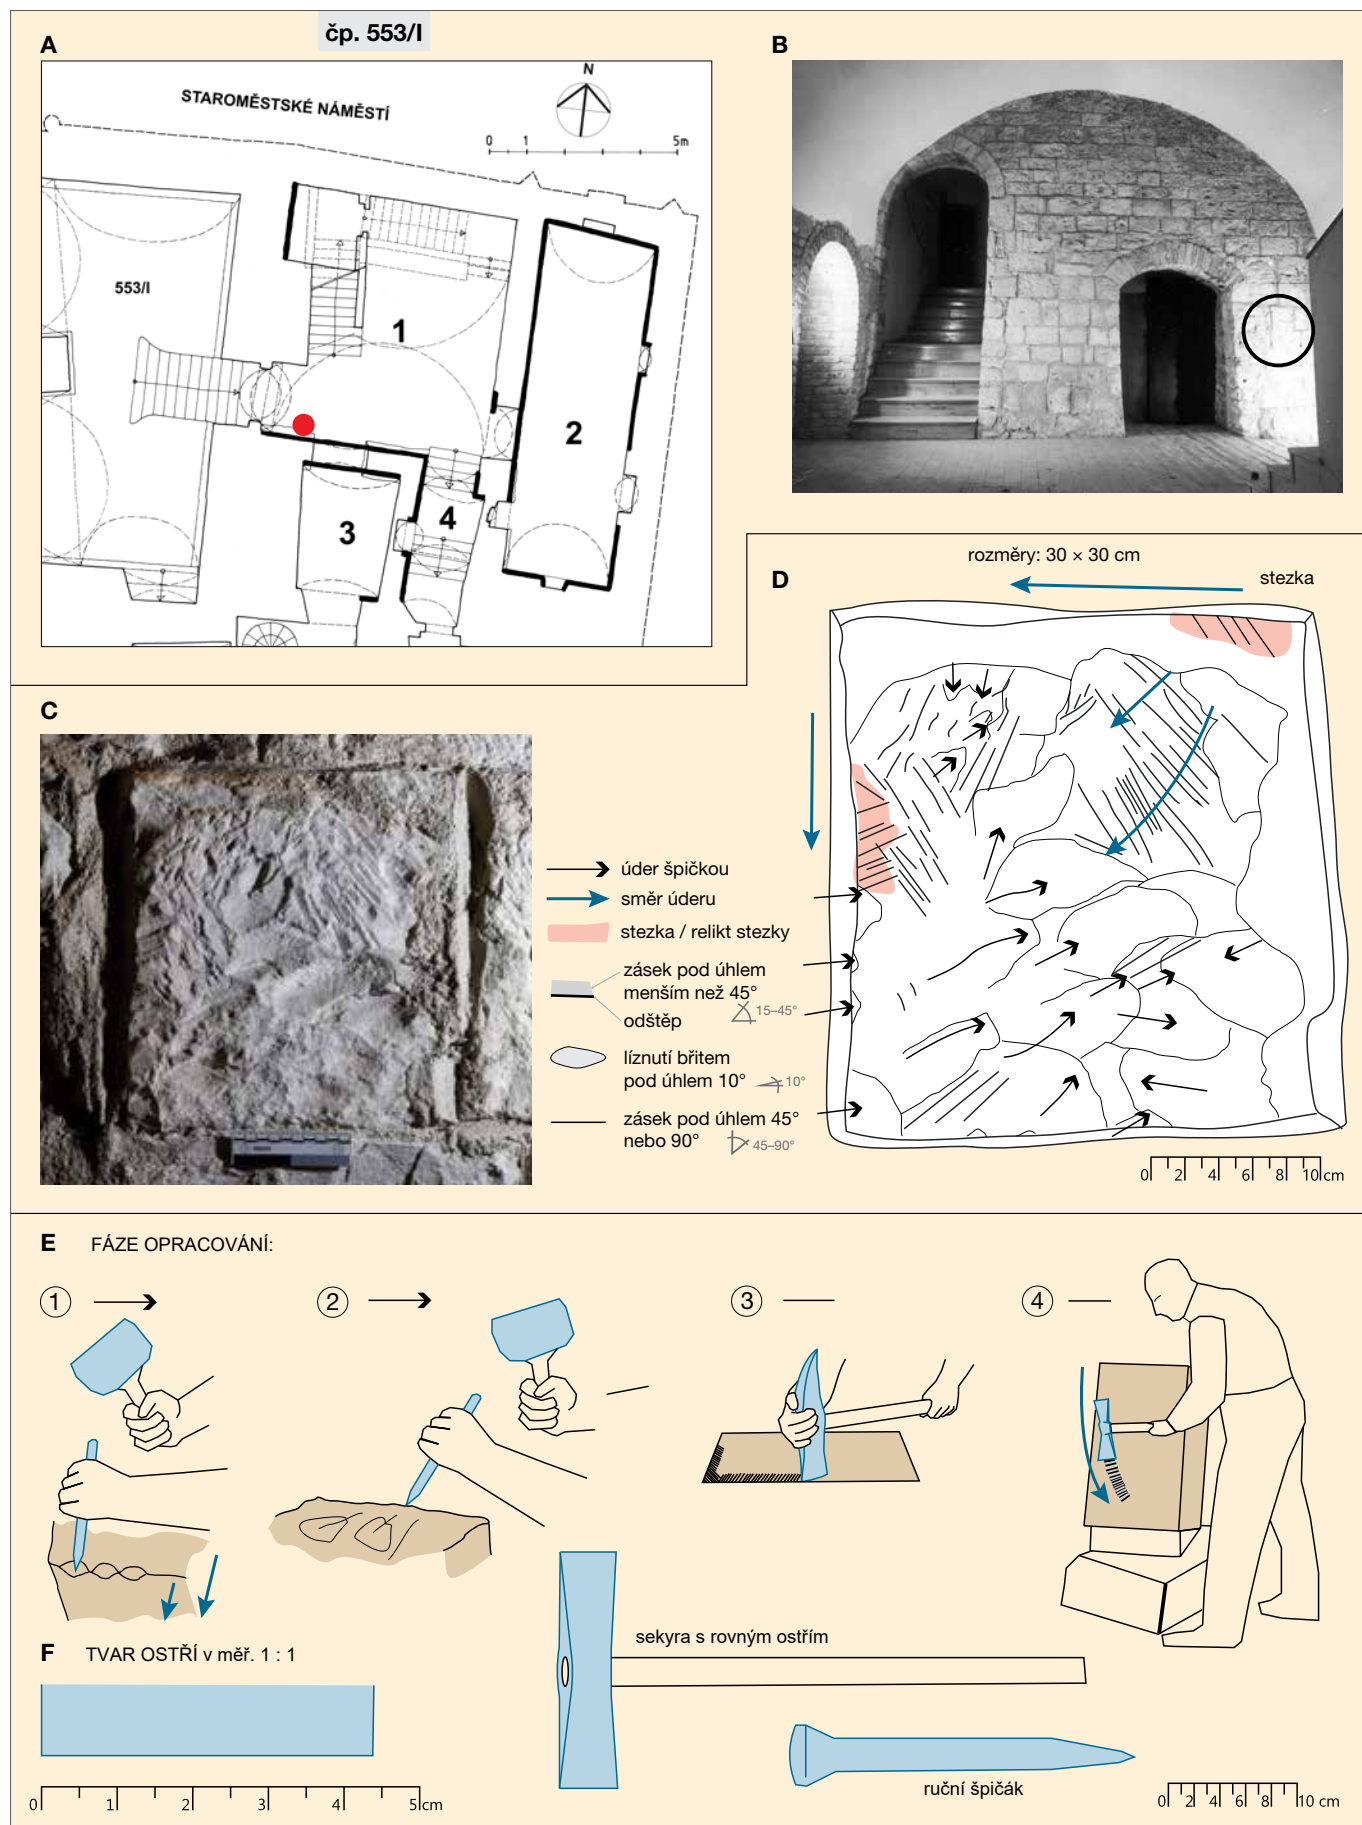 čp. 553/I
A
STAROMĚSTSKÉ NÁMĚSTÍ
N
0 1 5m
553/I
1
2
3
4
B
C
D
rozměry: 30 × 30 cm
stezka
úder špičkou
směr úderu
stezka / relikt stezky
zásek pod úhlem
menším než 45°
15–45°
odštěp
líznutí břitem
pod úhlem 10°
10°
zásek pod úhlem 45°
nebo 90°
45–90°
0 2 4 6 8 10 cm
E FÁZE OPRACOVÁNÍ:
1
2
3
4
F TVAR OSTŘÍ v měř. 1 : 1
0 1 2 3 4 5 cm
sekyra s rovným ostřím
ruční špičák
0 2 4 6 8 10 cm